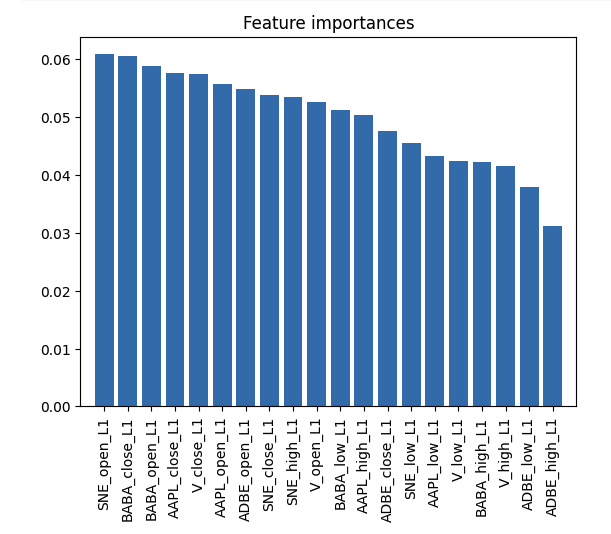 Feature importances
0.06
0.05
0.04
0.03
0.02
0.01
0.00
SNE_open_L1
BABA_close_L1
BABA_open_L1
AAPL_close_L1
V_close_L1
AAPL_open_L1
ADBE_open_L1
SNE_close_L1
SNE_high_L1
V_open_L1
BABA_low_L1
AAPL_high_L1
ADBE_close_L1
SNE_low_L1
AAPL_low_L1
V_low_L1
BABA_high_L1
V_high_L1
ADBE_low_L1
ADBE_high_L1